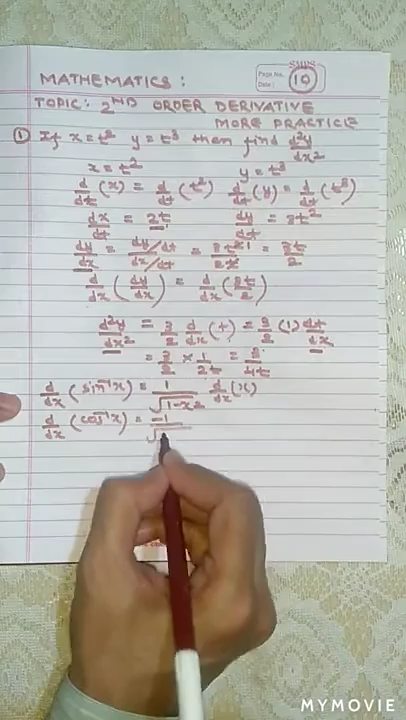 Page No. 10
Date:
MATHEMATICS:
TOPIC: 2ND ORDER DERIVATIVE
MORE PRACTICE
① If x = t² y = t³ then find d²y/dx²
x = t² y = t³
d/dt (x) = d/dt (t²) d/dt (y) = d/dt (t³)
dx/dt = 2t dy/dt = 3t²
dy/dx = dy/dt / dx/dt = 3t²/2t = 3t/2
d/dx (dy/dx) = d/dx (3t/2)
d²y/dx² = 3/2 d/dx (t) = 3/2 (1) dt/dx
= 3/2 × 1/2t = 3/4t
d/dx (sin⁻¹x) = 1/√1-x² d/dx (x)
d/dx (cos⁻¹x) = -1/√
MYMOVIE